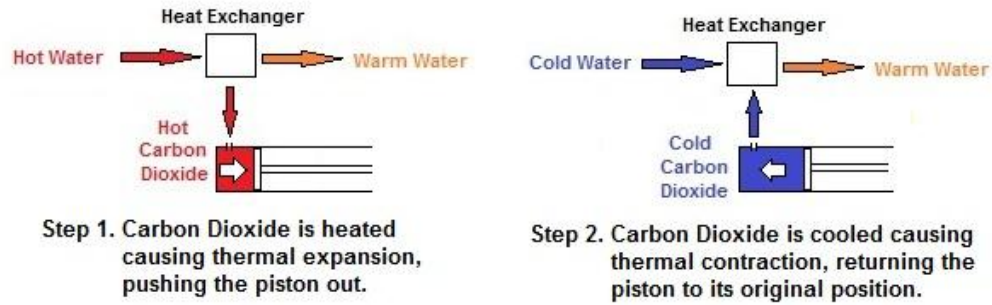 Heat Exchanger
Hot Water
Warm Water
Hot
Carbon
Dioxide
Step 1. Carbon Dioxide is heated
causing thermal expansion,
pushing the piston out.
Heat Exchanger
Cold Water
Warm Water
Cold
Carbon
Dioxide
Step 2. Carbon Dioxide is cooled causing
thermal contraction, returning the
piston to its original position.